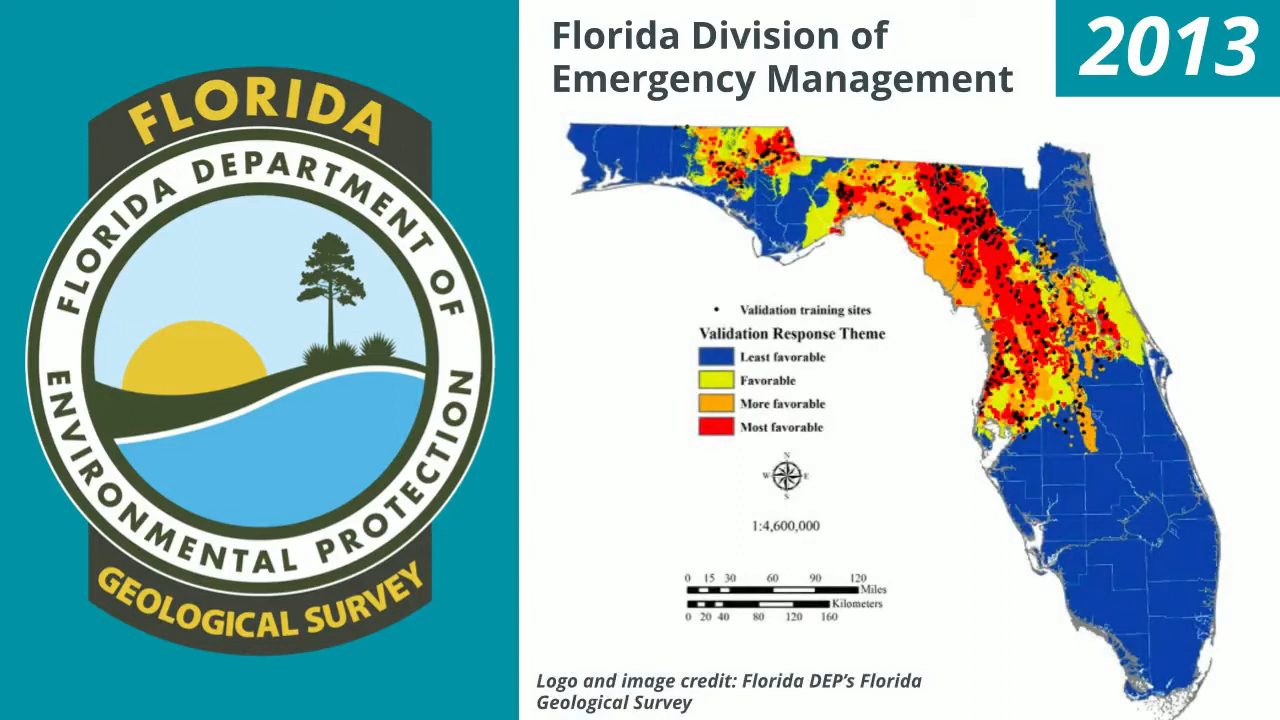 FLORIDA
FLORIDA DEPARTMENT OF
ENVIRONMENTAL PROTECTION
GEOLOGICAL SURVEY
Florida Division of
Emergency Management
2013
Validation training sites
Validation Response Theme
Least favorable
Favorable
More favorable
Most favorable
N
W E
S
1:4,600,000
0 15 30 60 90 120
Miles
Kilometers
0 20 40 80 120 160
Logo and image credit: Florida DEP’s Florida
Geological Survey